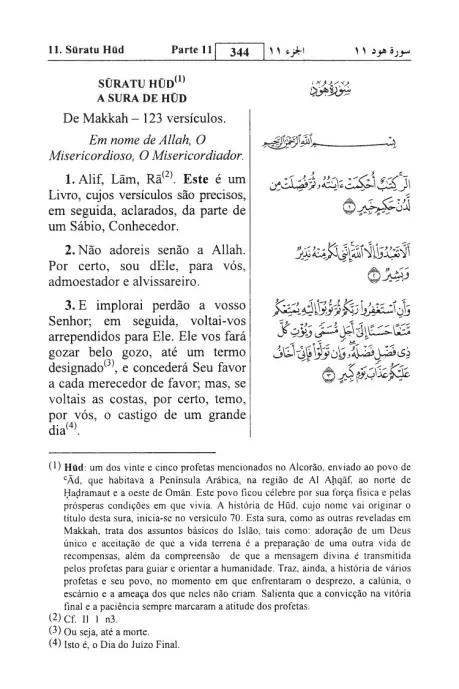 11. Sūratu Hūd Parte 11 344 الجزء ١١ سورة هود ١١
SŪRATU HŪD(1)
A SURA DE HŪD
De Makkah – 123 versículos.
Em nome de Allah, O
Misericordioso, O Misericordiador.
1. Alif, Lām, Rā(2). Este é um
Livro, cujos versículos são precisos,
em seguida, aclarados, da parte de
um Sábio, Conhecedor.
2. Não adoreis senão a Allah.
Por certo, sou dEle, para vós,
admoestador e alvissareiro.
3. E implorai perdão a vosso
Senhor; em seguida, voltai-vos
arrependidos para Ele. Ele vos fará
gozar belo gozo, até um termo
designado(3), e concederá Seu favor
a cada merecedor de favor; mas, se
voltais as costas, por certo, temo,
por vós, o castigo de um grande
dia(4).
سُورَةُ هُودٍ
بِسْمِ اللَّهِ الرَّحْمَٰنِ الرَّحِيمِ
الٓر كِتَٰبٌ أُحْكِمَتْ ءَايَٰتُهُۥ ثُمَّ فُصِّلَتْ مِن
لَّدُنْ حَكِيمٍ خَبِيرٍ ١
أَلَّا تَعْبُدُوٓا۟ إِلَّا ٱللَّهَ إِنَّنِى لَكُم مِّنْهُ نَذِيرٌ
وَبَشِيرٌ ٢
وَأَنِ ٱسْتَغْفِرُوا۟ رَبَّكُمْ ثُمَّ تُوبُوٓا۟ إِلَيْهِ يُمَتِّعْكُم
مَّتَٰعًا حَسَنًا إِلَىٰٓ أَجَلٍ مُّسَمًّى وَيُؤْتِ كُلَّ
ذِى فَضْلٍ فَضْلَهُۥ وَإِن تَوَلَّوْا۟ فَإِنِّىٓ أَخَافُ
عَلَيْكُمْ عَذَابَ يَوْمٍ كَبِيرٍ ٣
(1) Hūd: um dos vinte e cinco profetas mencionados no Alcorão, enviado ao povo de
ᶜĀd, que habitava a Península Arábica, na região de Al Aḥqāf, ao norte de
Ḥaḍramaut e a oeste de Omān. Este povo ficou célebre por sua força física e pelas
prósperas condições em que vivia. A história de Hūd, cujo nome vai originar o
título desta sura, inicia-se no versículo 70. Esta sura, como as outras reveladas em
Makkah, trata dos assuntos básicos do Islão, tais como: adoração de um Deus
único e aceitação de que a vida terrena é a preparação de uma outra vida de
recompensas, além da compreensão de que a mensagem divina é transmitida
pelos profetas para guiar e orientar a humanidade. Traz, ainda, a história de vários
profetas e seu povo, no momento em que enfrentaram o desprezo, a calúnia, o
escárnio e a ameaça dos que neles não criam. Salienta que a convicção na vitória
final e a paciência sempre marcaram a atitude dos profetas.
(2) Cf. II 1 n3.
(3) Ou seja, até a morte.
(4) Isto é, o Dia do Juízo Final.